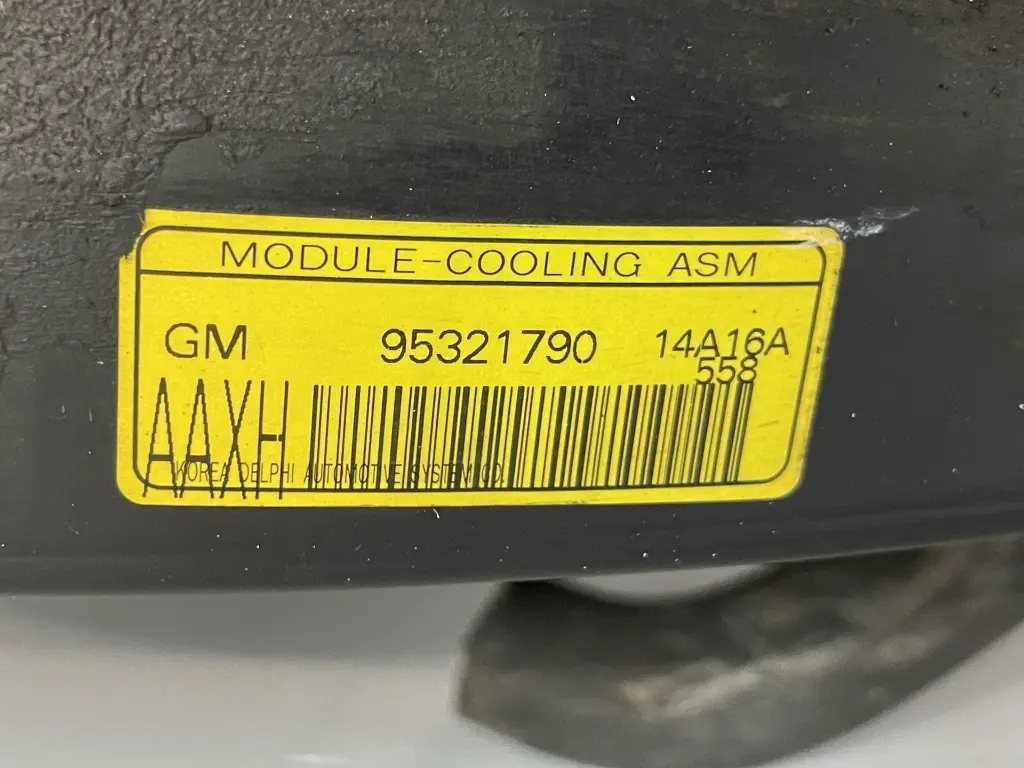 MODULE-COOLING ASM
GM 95321790 14A16A
558
AAXH
KOREA DELPHI AUTOMOTIVE SYSTEM CO.